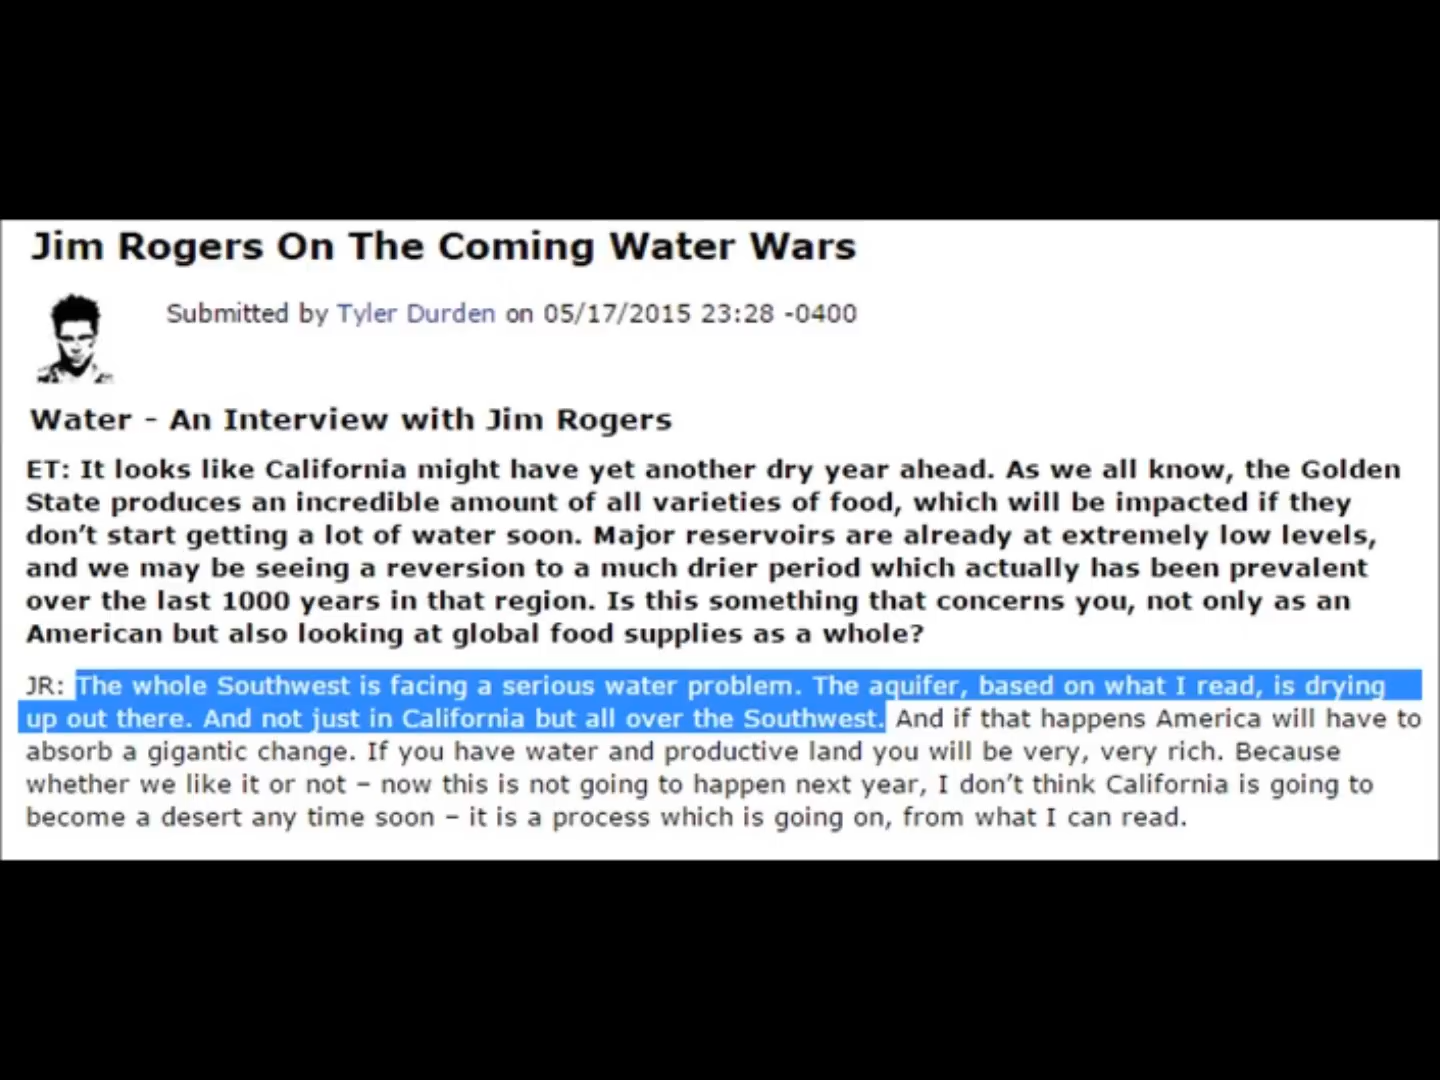 Jim Rogers On The Coming Water Wars
Submitted by Tyler Durden on 05/17/2015 23:28 -0400
Water - An Interview with Jim Rogers
ET: It looks like California might have yet another dry year ahead. As we all know, the Golden
State produces an incredible amount of all varieties of food, which will be impacted if they
don’t start getting a lot of water soon. Major reservoirs are already at extremely low levels,
and we may be seeing a reversion to a much drier period which actually has been prevalent
over the last 1000 years in that region. Is this something that concerns you, not only as an
American but also looking at global food supplies as a whole?
JR: The whole Southwest is facing a serious water problem. The aquifer, based on what I read, is drying
up out there. And not just in California but all over the Southwest. And if that happens America will have to
absorb a gigantic change. If you have water and productive land you will be very, very rich. Because
whether we like it or not – now this is not going to happen next year, I don’t think California is going to
become a desert any time soon – it is a process which is going on, from what I can read.